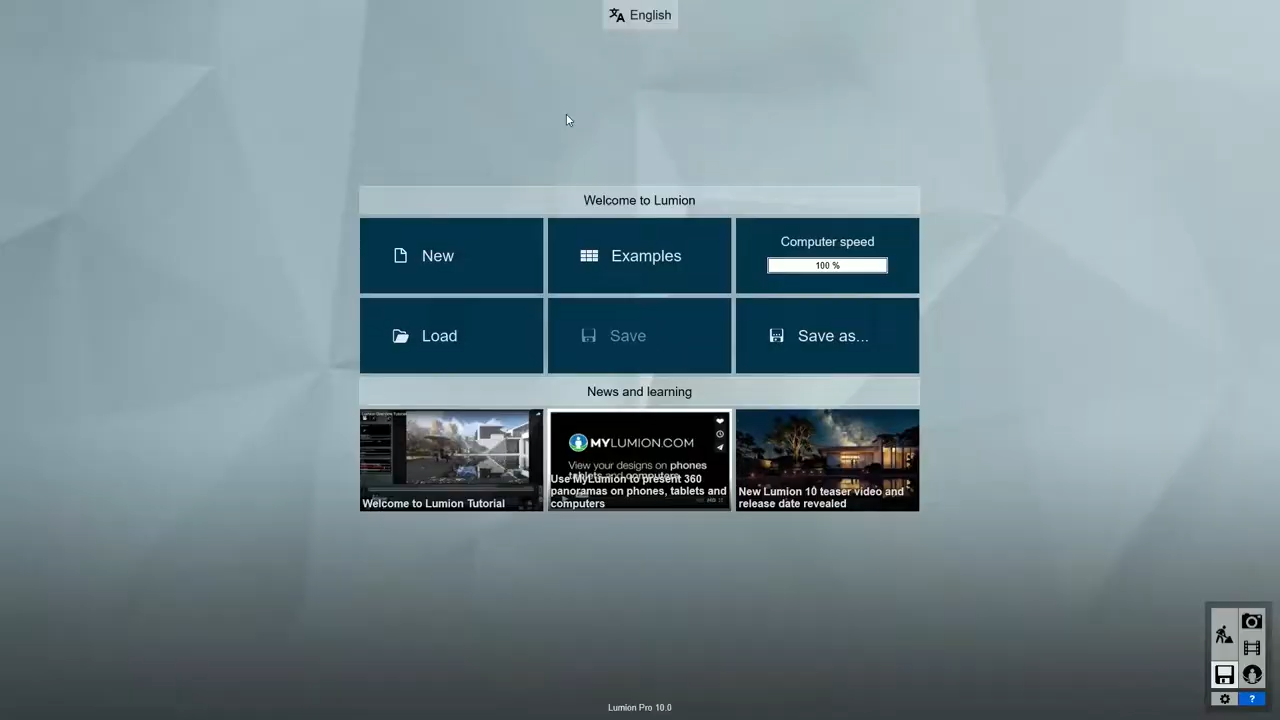 English
Welcome to Lumion
New
Examples
Computer speed
100 %
Load
Save
Save as...
News and learning
Welcome to Lumion Tutorial
MYLUMION.COM
View your designs on phones
Use MyLumion to present 360
panoramas on phones, tablets and
computers
New Lumion 10 teaser video and
release date revealed
?
Lumion Pro 10.0